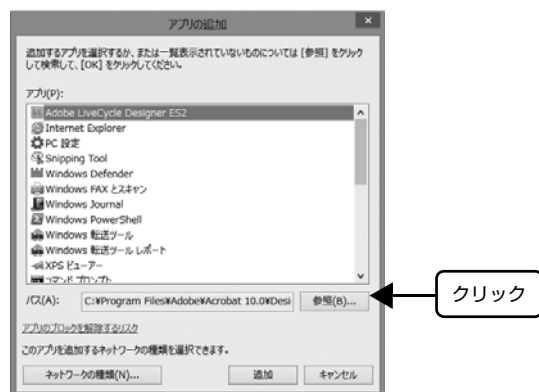 アプリの追加
追加するアプリを選択するか、または一覧表示されていないものについては [参照] をクリック
して検索して、[OK] をクリックしてください。
アプリ(P):
Adobe LiveCycle Designer ES2
Internet Explorer
PC 設定
Snipping Tool
Windows Defender
Windows FAX とスキャン
Windows Journal
Windows PowerShell
Windows 転送ツール
Windows 転送ツール レポート
XPS ビューアー
コマンド プロンプト
パス(A):
C:¥Program Files¥Adobe¥Acrobat 10.0¥Desi
参照(B)...
クリック
アプリのブロックを解除するリスク
このアプリを追加するネットワークの種類を選択できます。
ネットワークの種類(N)...
追加
キャンセル